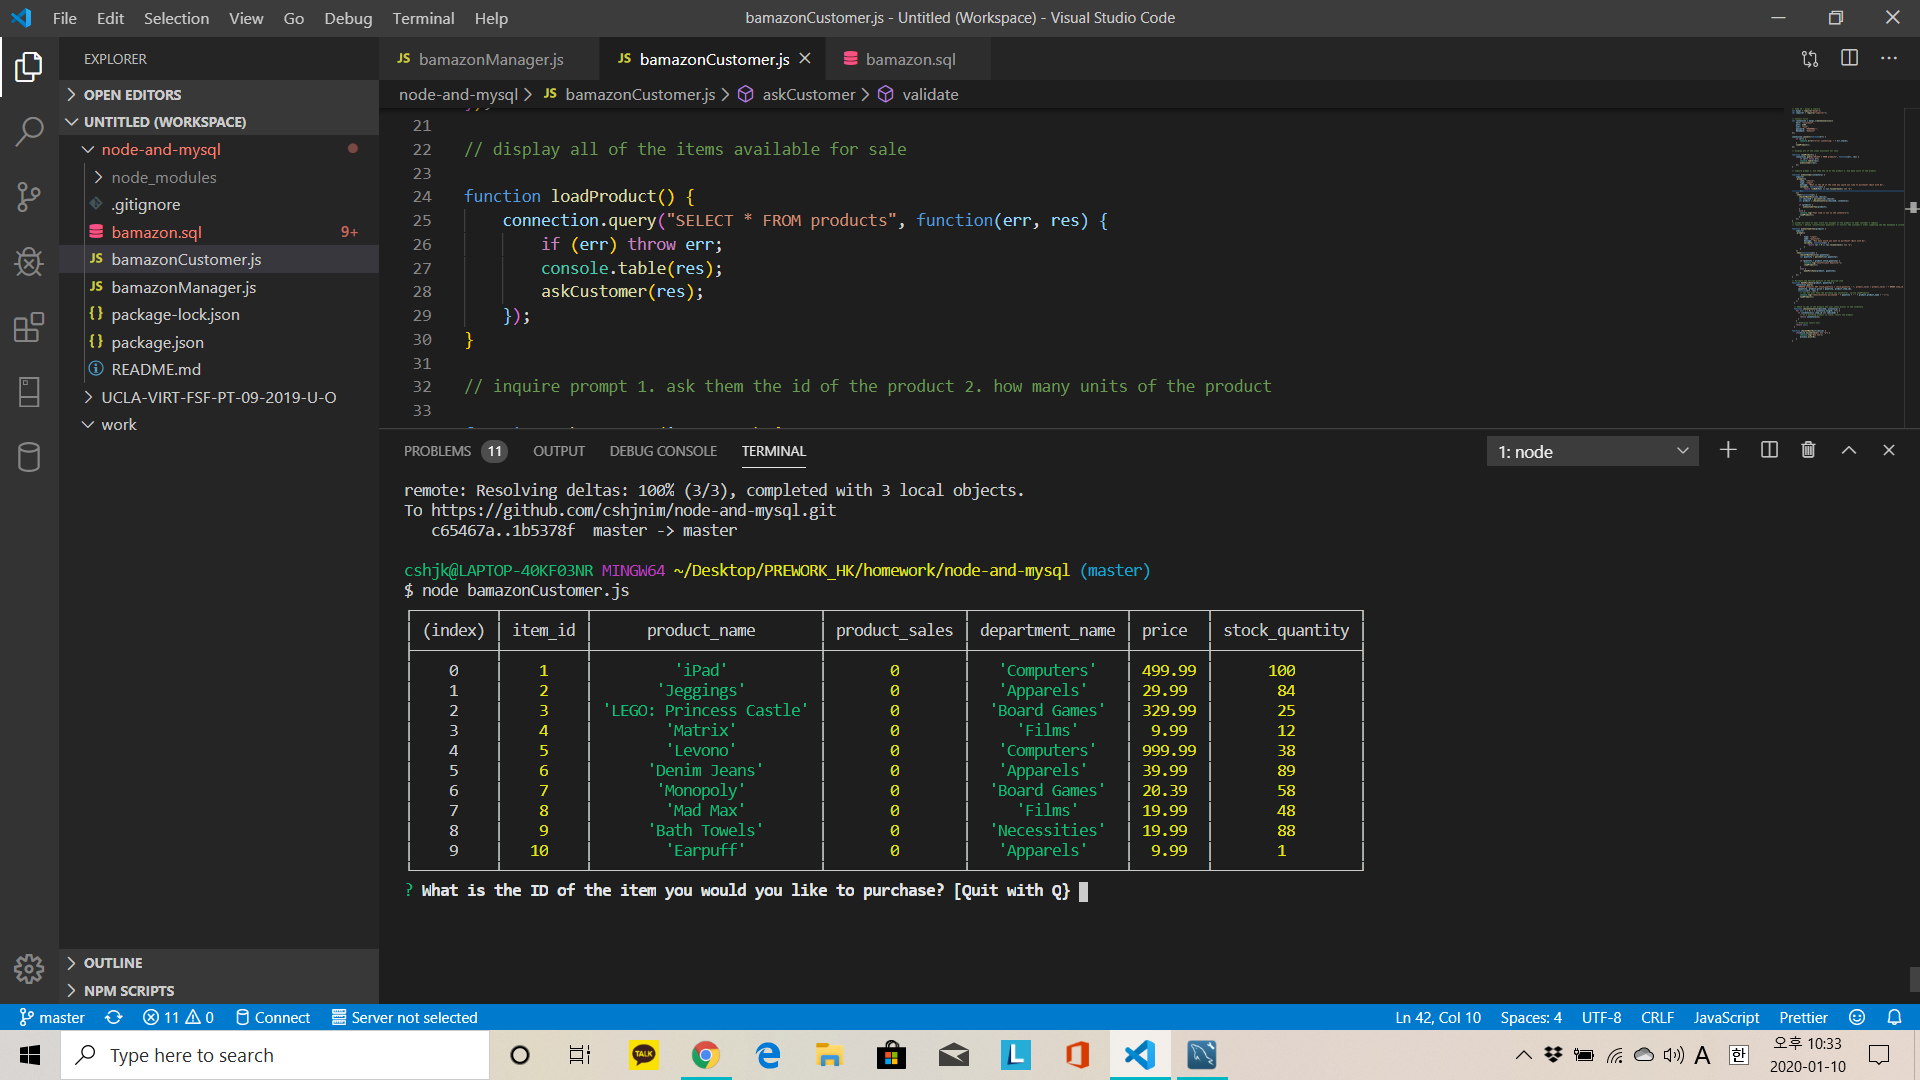 File Edit Selection View Go Debug Terminal Help
bamazonCustomer.js - Untitled (Workspace) - Visual Studio Code
EXPLORER
OPEN EDITORS
UNTITLED (WORKSPACE)
node-and-mysql
node_modules
.gitignore
bamazon.sql 9+
JS bamazonCustomer.js
JS bamazonManager.js
{} package-lock.json
{} package.json
README.md
UCLA-VIRT-FSF-PT-09-2019-U-O
work
OUTLINE
NPM SCRIPTS
JS bamazonManager.js
JS bamazonCustomer.js
bamazon.sql
node-and-mysql > JS bamazonCustomer.js > askCustomer > validate
21
22 // display all of the items available for sale
23
24 function loadProduct() {
25 connection.query("SELECT * FROM products", function(err, res) {
26 if (err) throw err;
27 console.table(res);
28 askCustomer(res);
29 });
30 }
31
32 // inquire prompt 1. ask them the id of the product 2. how many units of the product
33
PROBLEMS 11 OUTPUT DEBUG CONSOLE TERMINAL
1: node
remote: Resolving deltas: 100% (3/3), completed with 3 local objects.
To https://github.com/cshjnim/node-and-mysql.git
c65467a..1b5378f master -> master
cshjk@LAPTOP-40KF03NR MINGW64 ~/Desktop/PREWORK_HK/homework/node-and-mysql (master)
$ node bamazonCustomer.js
(index) item_id product_name product_sales department_name price stock_quantity
0 1 'iPad' 0 'Computers' 499.99 100
1 2 'Jeggings' 0 'Apparels' 29.99 84
2 3 'LEGO: Princess Castle' 0 'Board Games' 329.99 25
3 4 'Matrix' 0 'Films' 9.99 12
4 5 'Levono' 0 'Computers' 999.99 38
5 6 'Denim Jeans' 0 'Apparels' 39.99 89
6 7 'Monopoly' 0 'Board Games' 20.39 58
7 8 'Mad Max' 0 'Films' 19.99 48
8 9 'Bath Towels' 0 'Necessities' 19.99 88
9 10 'Earpuff' 0 'Apparels' 9.99 1
? What is the ID of the item you would you like to purchase? [Quit with Q}
master 11 0 Connect Server not selected
Ln 42, Col 10 Spaces: 4 UTF-8 CRLF JavaScript Prettier
Type here to search
TALK
L
A
한
오후 10:33
2020-01-10